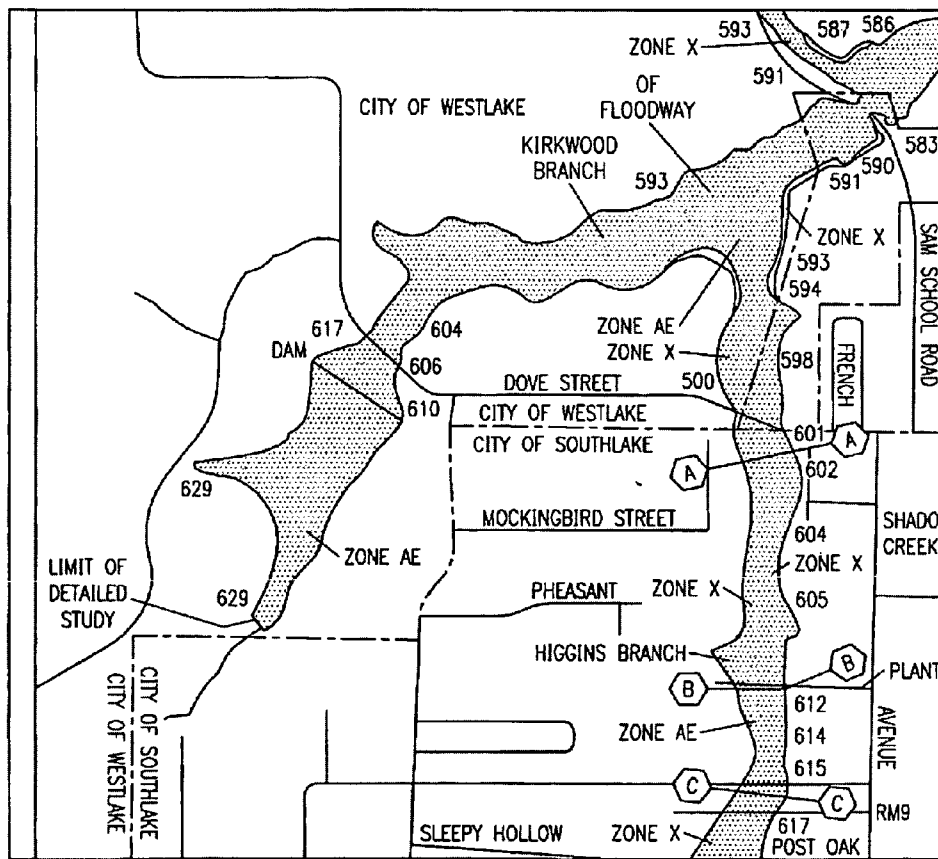 593
587
586
ZONE X
591
OF
FLOODWAY
CITY OF WESTLAKE
KIRKWOOD
BRANCH
583
590
593
591
SAM SCHOOL ROAD
ZONE X
593
594
617
604
ZONE AE
DAM
606
ZONE X
598
FRENCH
500
DOVE STREET
610
CITY OF WESTLAKE
601
A
CITY OF SOUTHLAKE
602
A
629
MOCKINGBIRD STREET
604
SHADO
CREEK
ZONE AE
ZONE X
LIMIT OF
DETAILED
STUDY
629
PHEASANT
ZONE X
605
HIGGINS BRANCH
B
PLANT
B
612
CITY OF WESTLAKE
CITY OF SOUTHLAKE
ZONE AE
614
AVENUE
615
C
C
RM9
617
SLEEPY HOLLOW
ZONE X
POST OAK